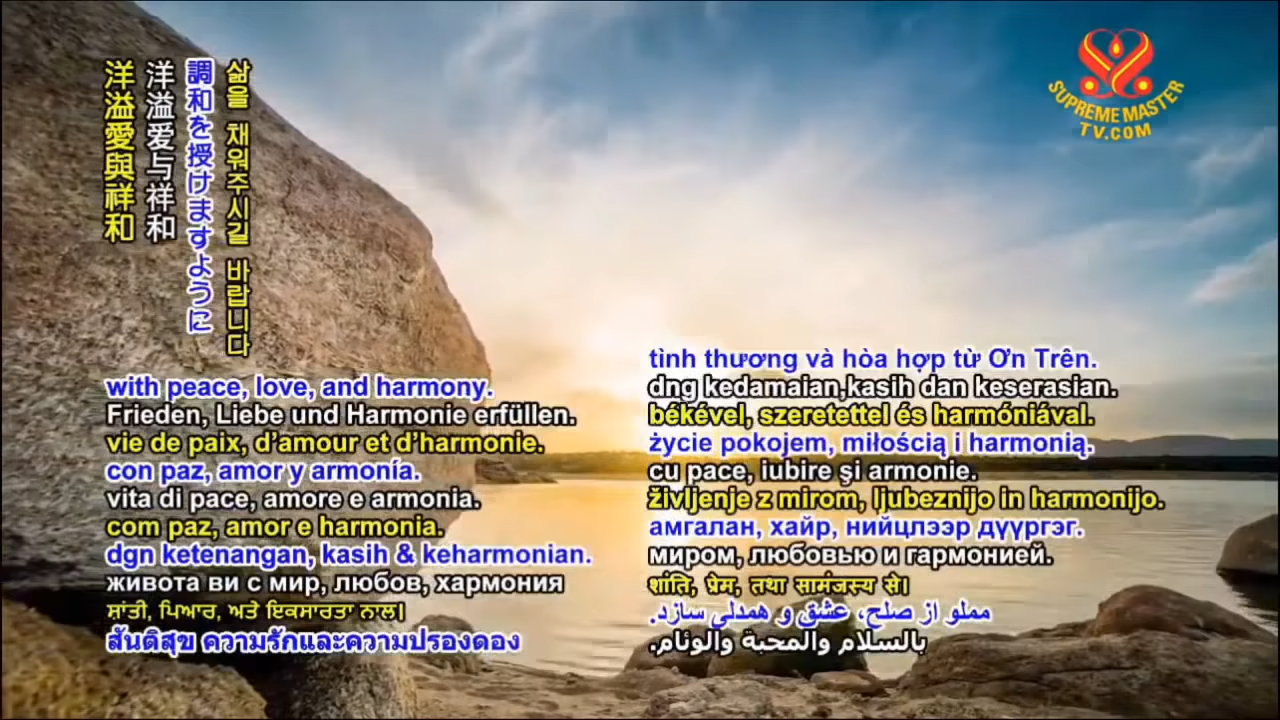 洋溢愛與祥和
洋溢爱与祥和
調和を授けますように
삶을 채워주시길 바랍니다
SUPREME MASTER
TV.COM
with peace, love, and harmony.
Frieden, Liebe und Harmonie erfüllen.
vie de paix, d’amour et d’harmonie.
con paz, amor y armonía.
vita di pace, amore e armonia.
com paz, amor e harmonia.
dgn ketenangan, kasih & keharmonian.
живота ви с мир, любов, хармония
ਸ਼ਾਂਤੀ, ਪਿਆਰ, ਅਤੇ ਇਕਸਾਰਤਾ ਨਾਲ।
สันติสุข ความรักและความปรองดอง
tình thương và hòa hợp từ Ơn Trên.
dng kedamaian,kasih dan keserasian.
békével, szeretettel és harmóniával.
życie pokojem, miłością i harmonią.
cu pace, iubire şi armonie.
življenje z mirom, ljubeznijo in harmonijo.
амгалан, хайр, нийцлээр дүүргэг.
миром, любовью и гармонией.
शांति, प्रेम, तथा सामंजस्य से।
مملو از صلح، عشق و همدلی سازد.
بالسلام والمحبة والوئام.